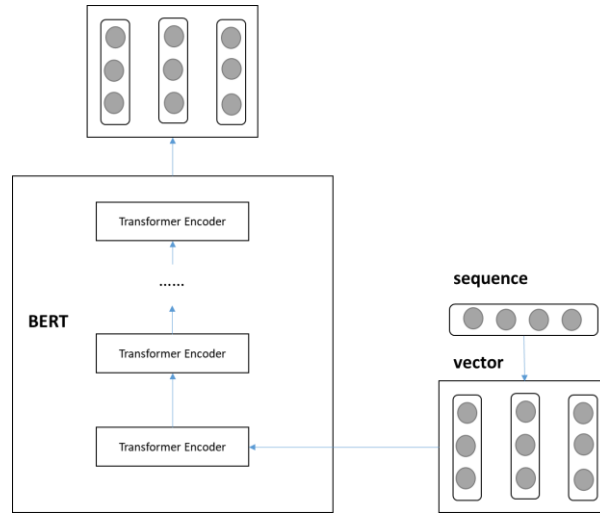 Transformer Encoder
......
sequence
BERT
Transformer Encoder
vector
Transformer Encoder